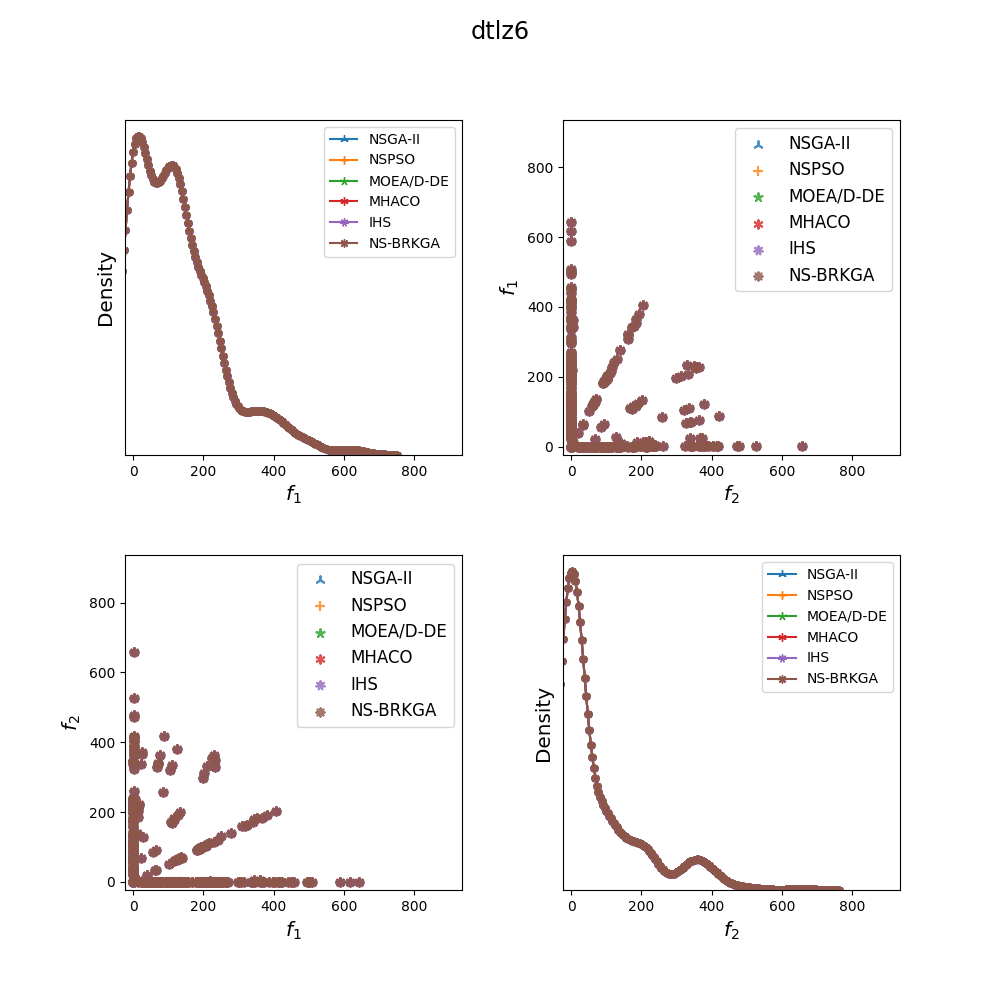 dtlz6
Density
NSGA-II
NSPSO
MOEA/D-DE
MHACO
IHS
NS-BRKGA
0 200 400 600 800
f1
f1
800
600
400
200
0
NSGA-II
NSPSO
MOEA/D-DE
MHACO
IHS
NS-BRKGA
0 200 400 600 800
f2
f2
800
600
400
200
0
NSGA-II
NSPSO
MOEA/D-DE
MHACO
IHS
NS-BRKGA
0 200 400 600 800
f1
Density
NSGA-II
NSPSO
MOEA/D-DE
MHACO
IHS
NS-BRKGA
0 200 400 600 800
f2